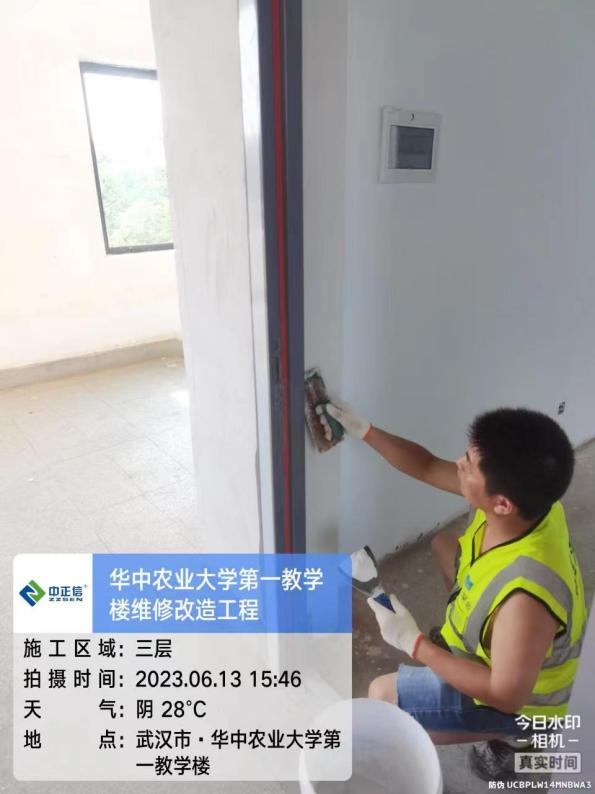 中正信®
ZZSEN
华中农业大学第一教学
楼维修改造工程
施工区域：三层
拍摄时间：2023.06.13 15:46
天气：阴 28℃
地点：武汉市·华中农业大学第
一教学楼
今日水印
-相机-
真实时间
防伪 UCBPLW14MNBWA3